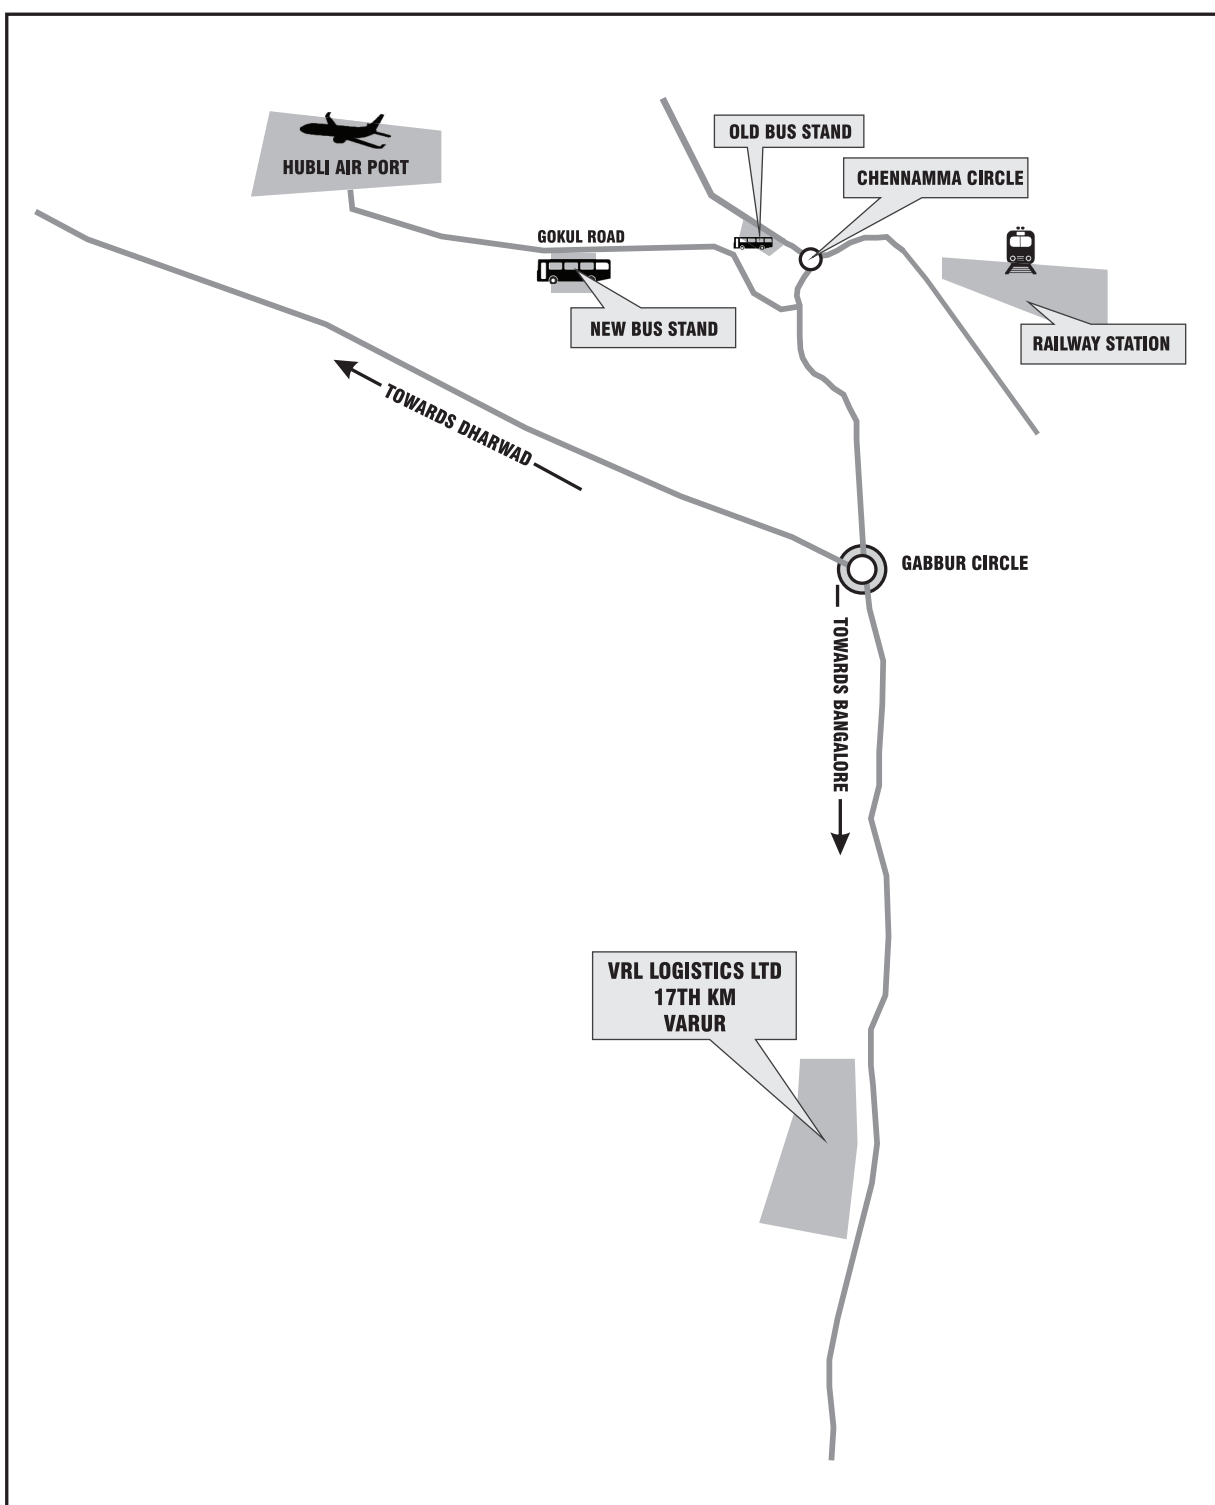 OLD BUS STAND
HUBLI AIR PORT
CHENNAMMA CIRCLE
GOKUL ROAD
NEW BUS STAND
RAILWAY STATION
TOWARDS DHARWAD
GABBUR CIRCLE
TOWARDS BANGALORE
VRL LOGISTICS LTD
17TH KM
VARUR